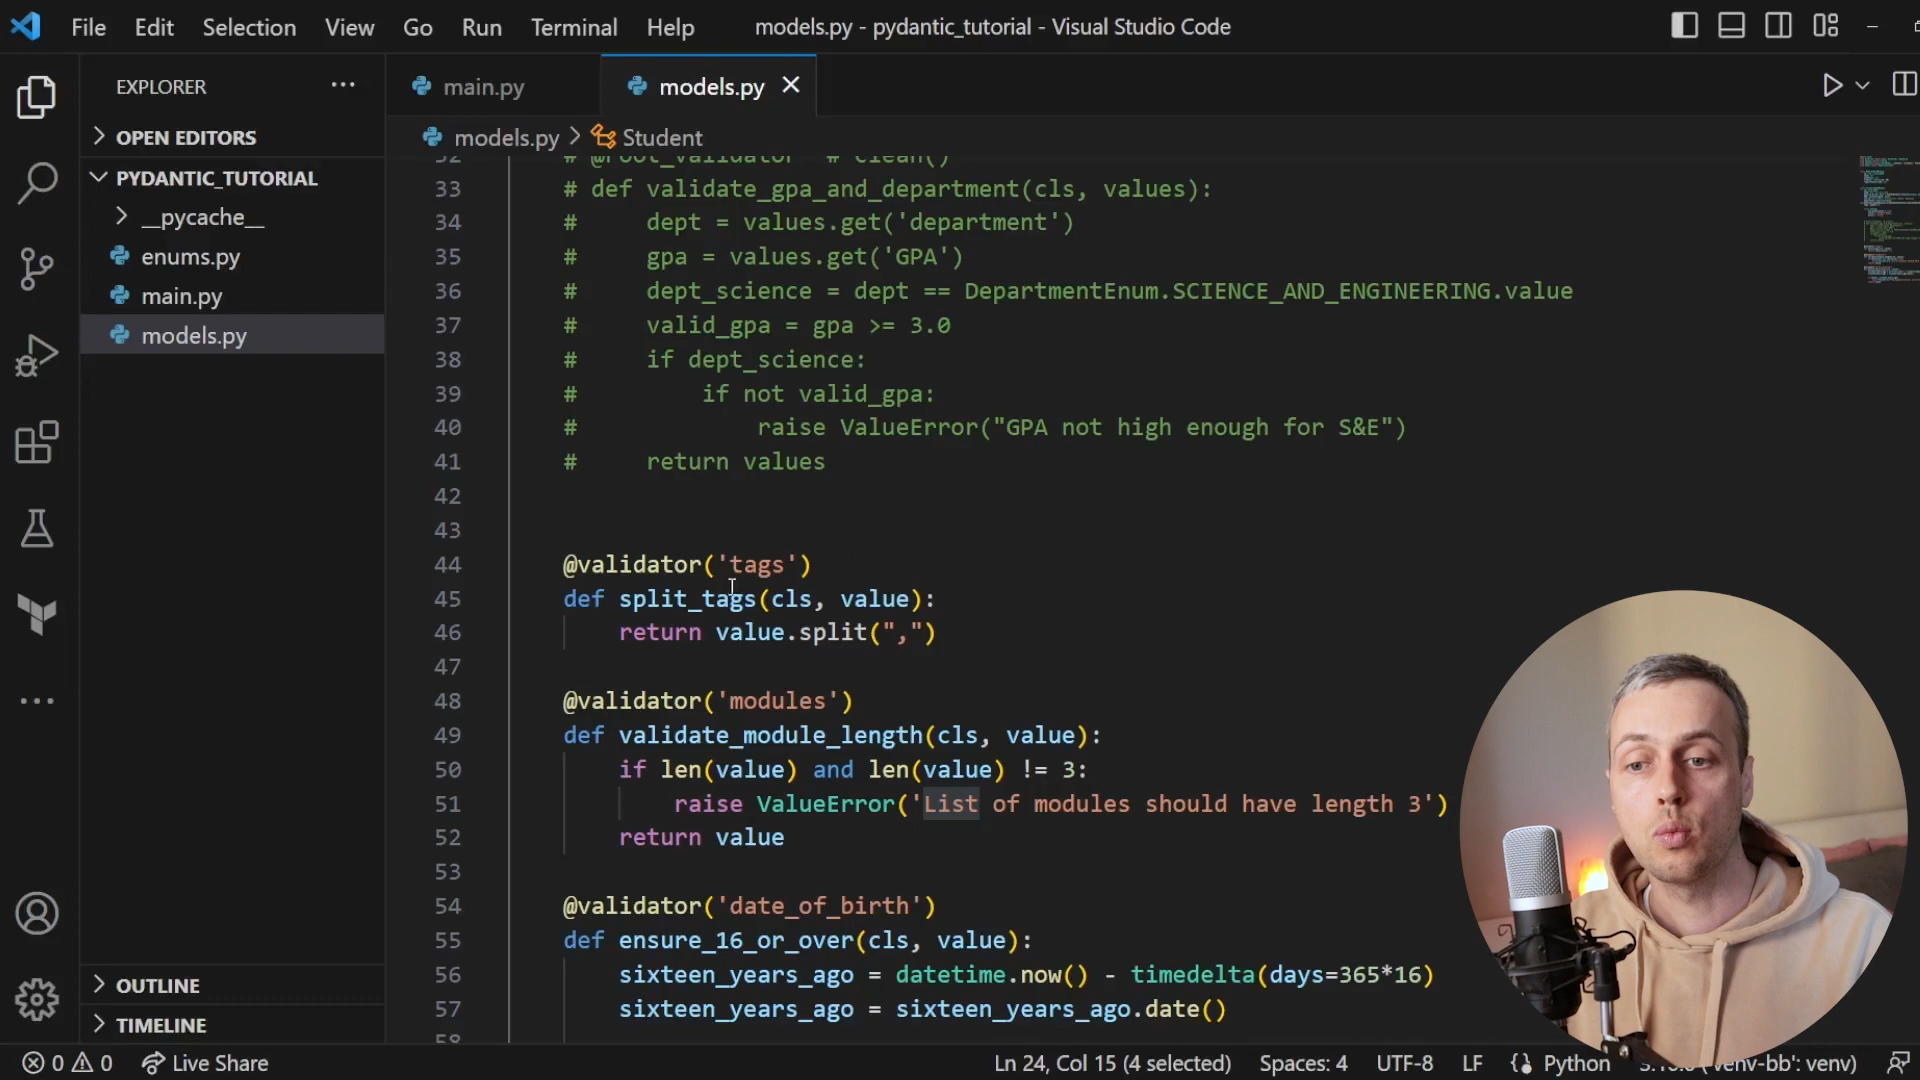 File Edit Selection View Go Run Terminal Help models.py - pydantic_tutorial - Visual Studio Code
EXPLORER
OPEN EDITORS
PYDANTIC_TUTORIAL
__pycache__
enums.py
main.py
models.py
OUTLINE
TIMELINE
main.py models.py
models.py > Student
32 # @root_validator # clean()
33 # def validate_gpa_and_department(cls, values):
34 # dept = values.get('department')
35 # gpa = values.get('GPA')
36 # dept_science = dept == DepartmentEnum.SCIENCE_AND_ENGINEERING.value
37 # valid_gpa = gpa >= 3.0
38 # if dept_science:
39 # if not valid_gpa:
40 # raise ValueError("GPA not high enough for S&E")
41 # return values
42
43
44 @validator('tags')
45 def split_tags(cls, value):
46 return value.split(",")
47
48 @validator('modules')
49 def validate_module_length(cls, value):
50 if len(value) and len(value) != 3:
51 raise ValueError('List of modules should have length 3')
52 return value
53
54 @validator('date_of_birth')
55 def ensure_16_or_over(cls, value):
56 sixteen_years_ago = datetime.now() - timedelta(days=365*16)
57 sixteen_years_ago = sixteen_years_ago.date()
58
0 0 Live Share Ln 24, Col 15 (4 selected) Spaces: 4 UTF-8 LF Python venv)